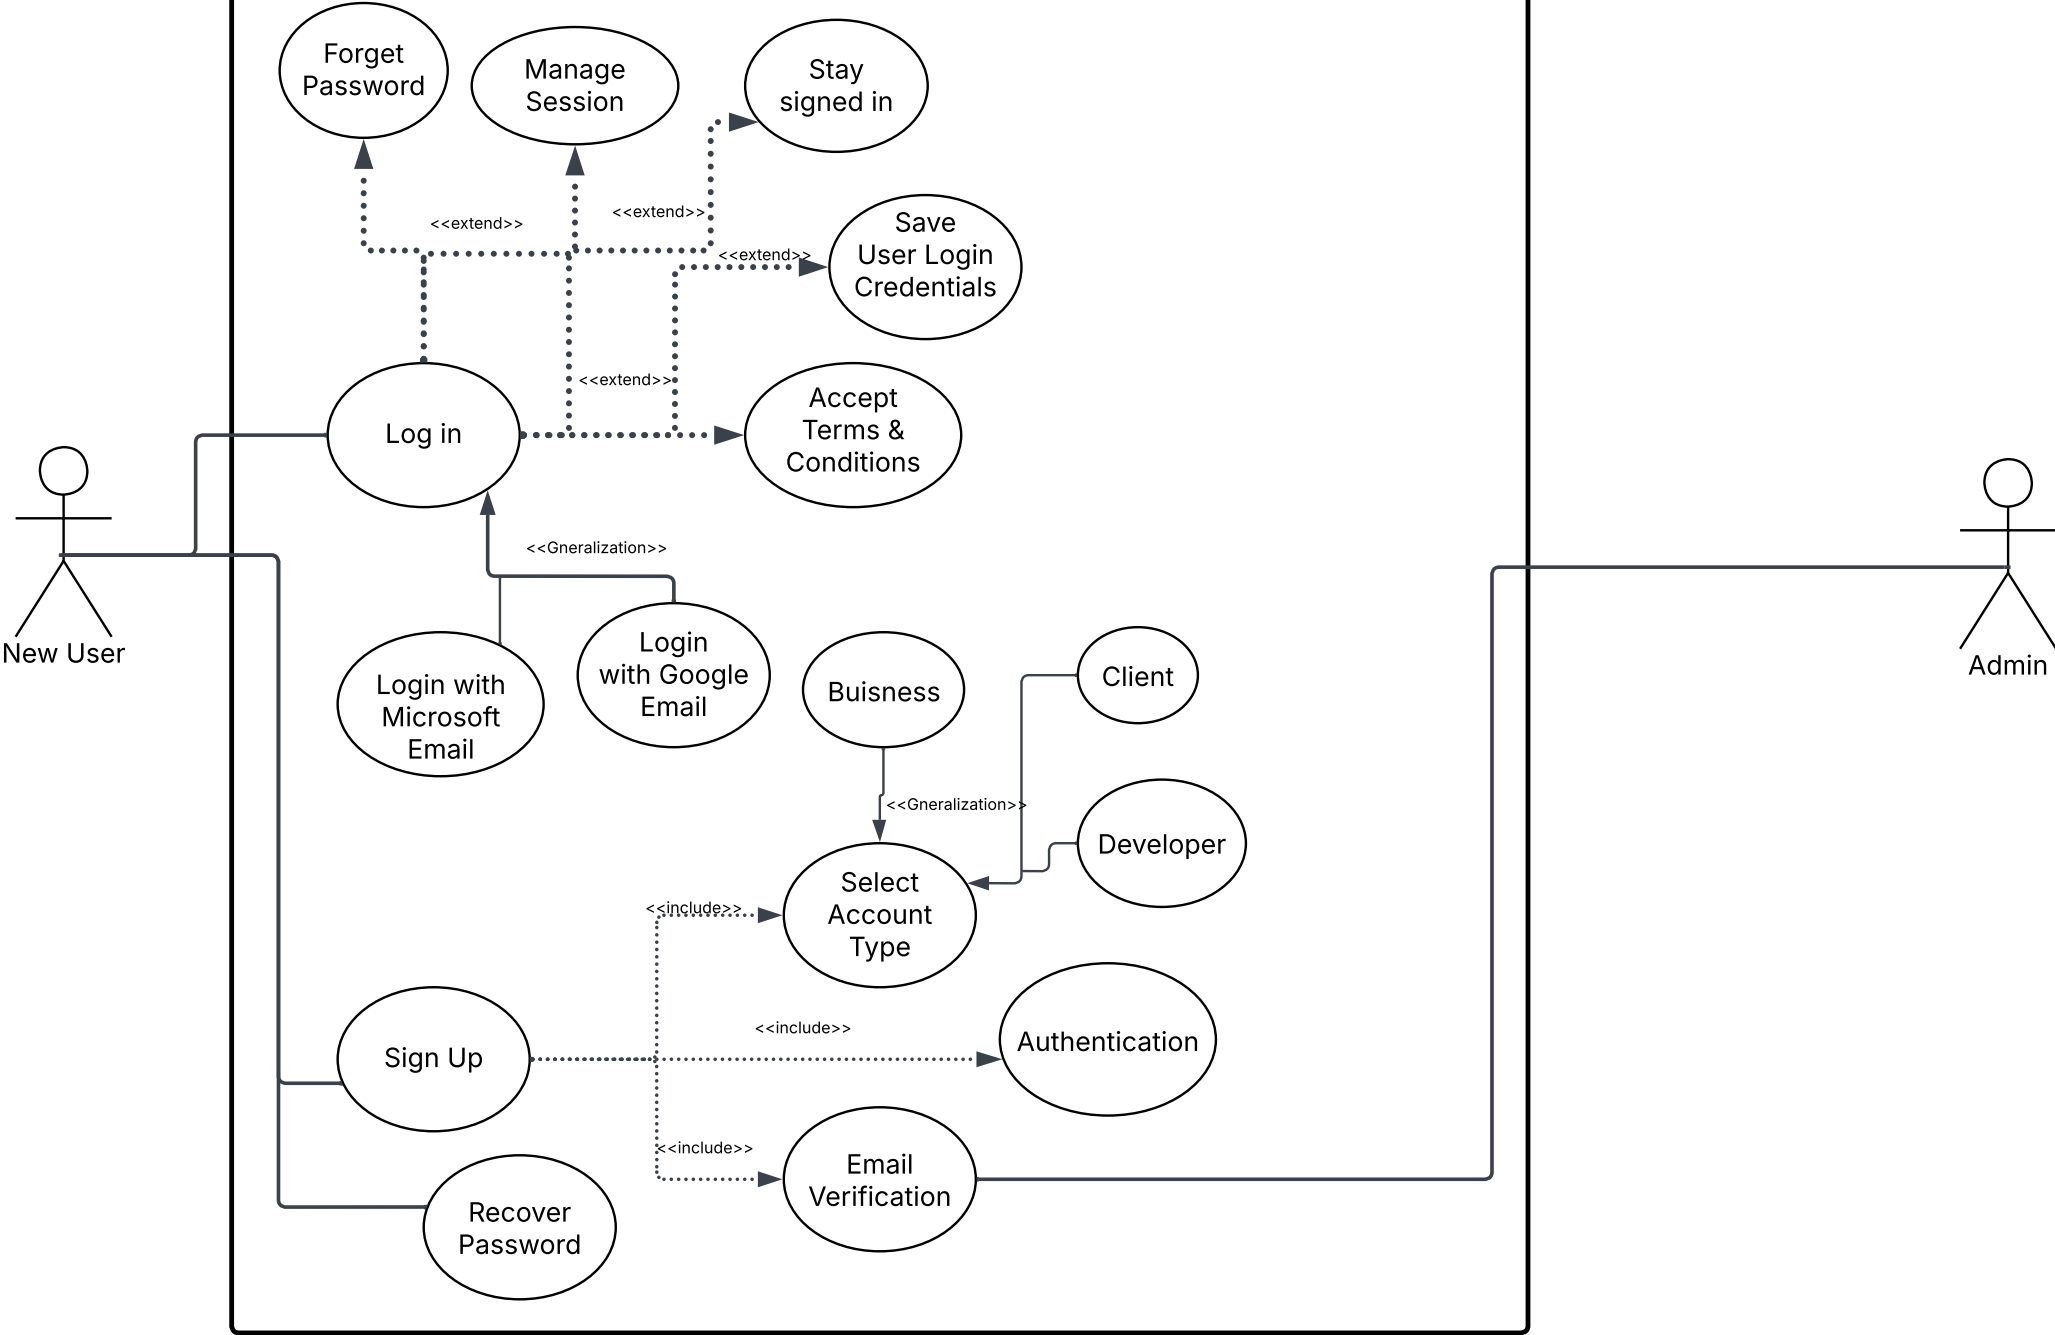 Forget
Password
Manage
Session
Stay
signed in
<<extend>>
<<extend>>
<<extend>>
Save
User Login
Credentials
<<extend>>
Log in
Accept
Terms &
Conditions
<<Gneralization>>
New User
Login with
Microsoft
Email
Login
with Google
Email
Buisness
Client
Admin
<<Gneralization>>
Developer
Select
Account
Type
<<include>>
Sign Up
<<include>>
Authentication
<<include>>
Email
Verification
Recover
Password